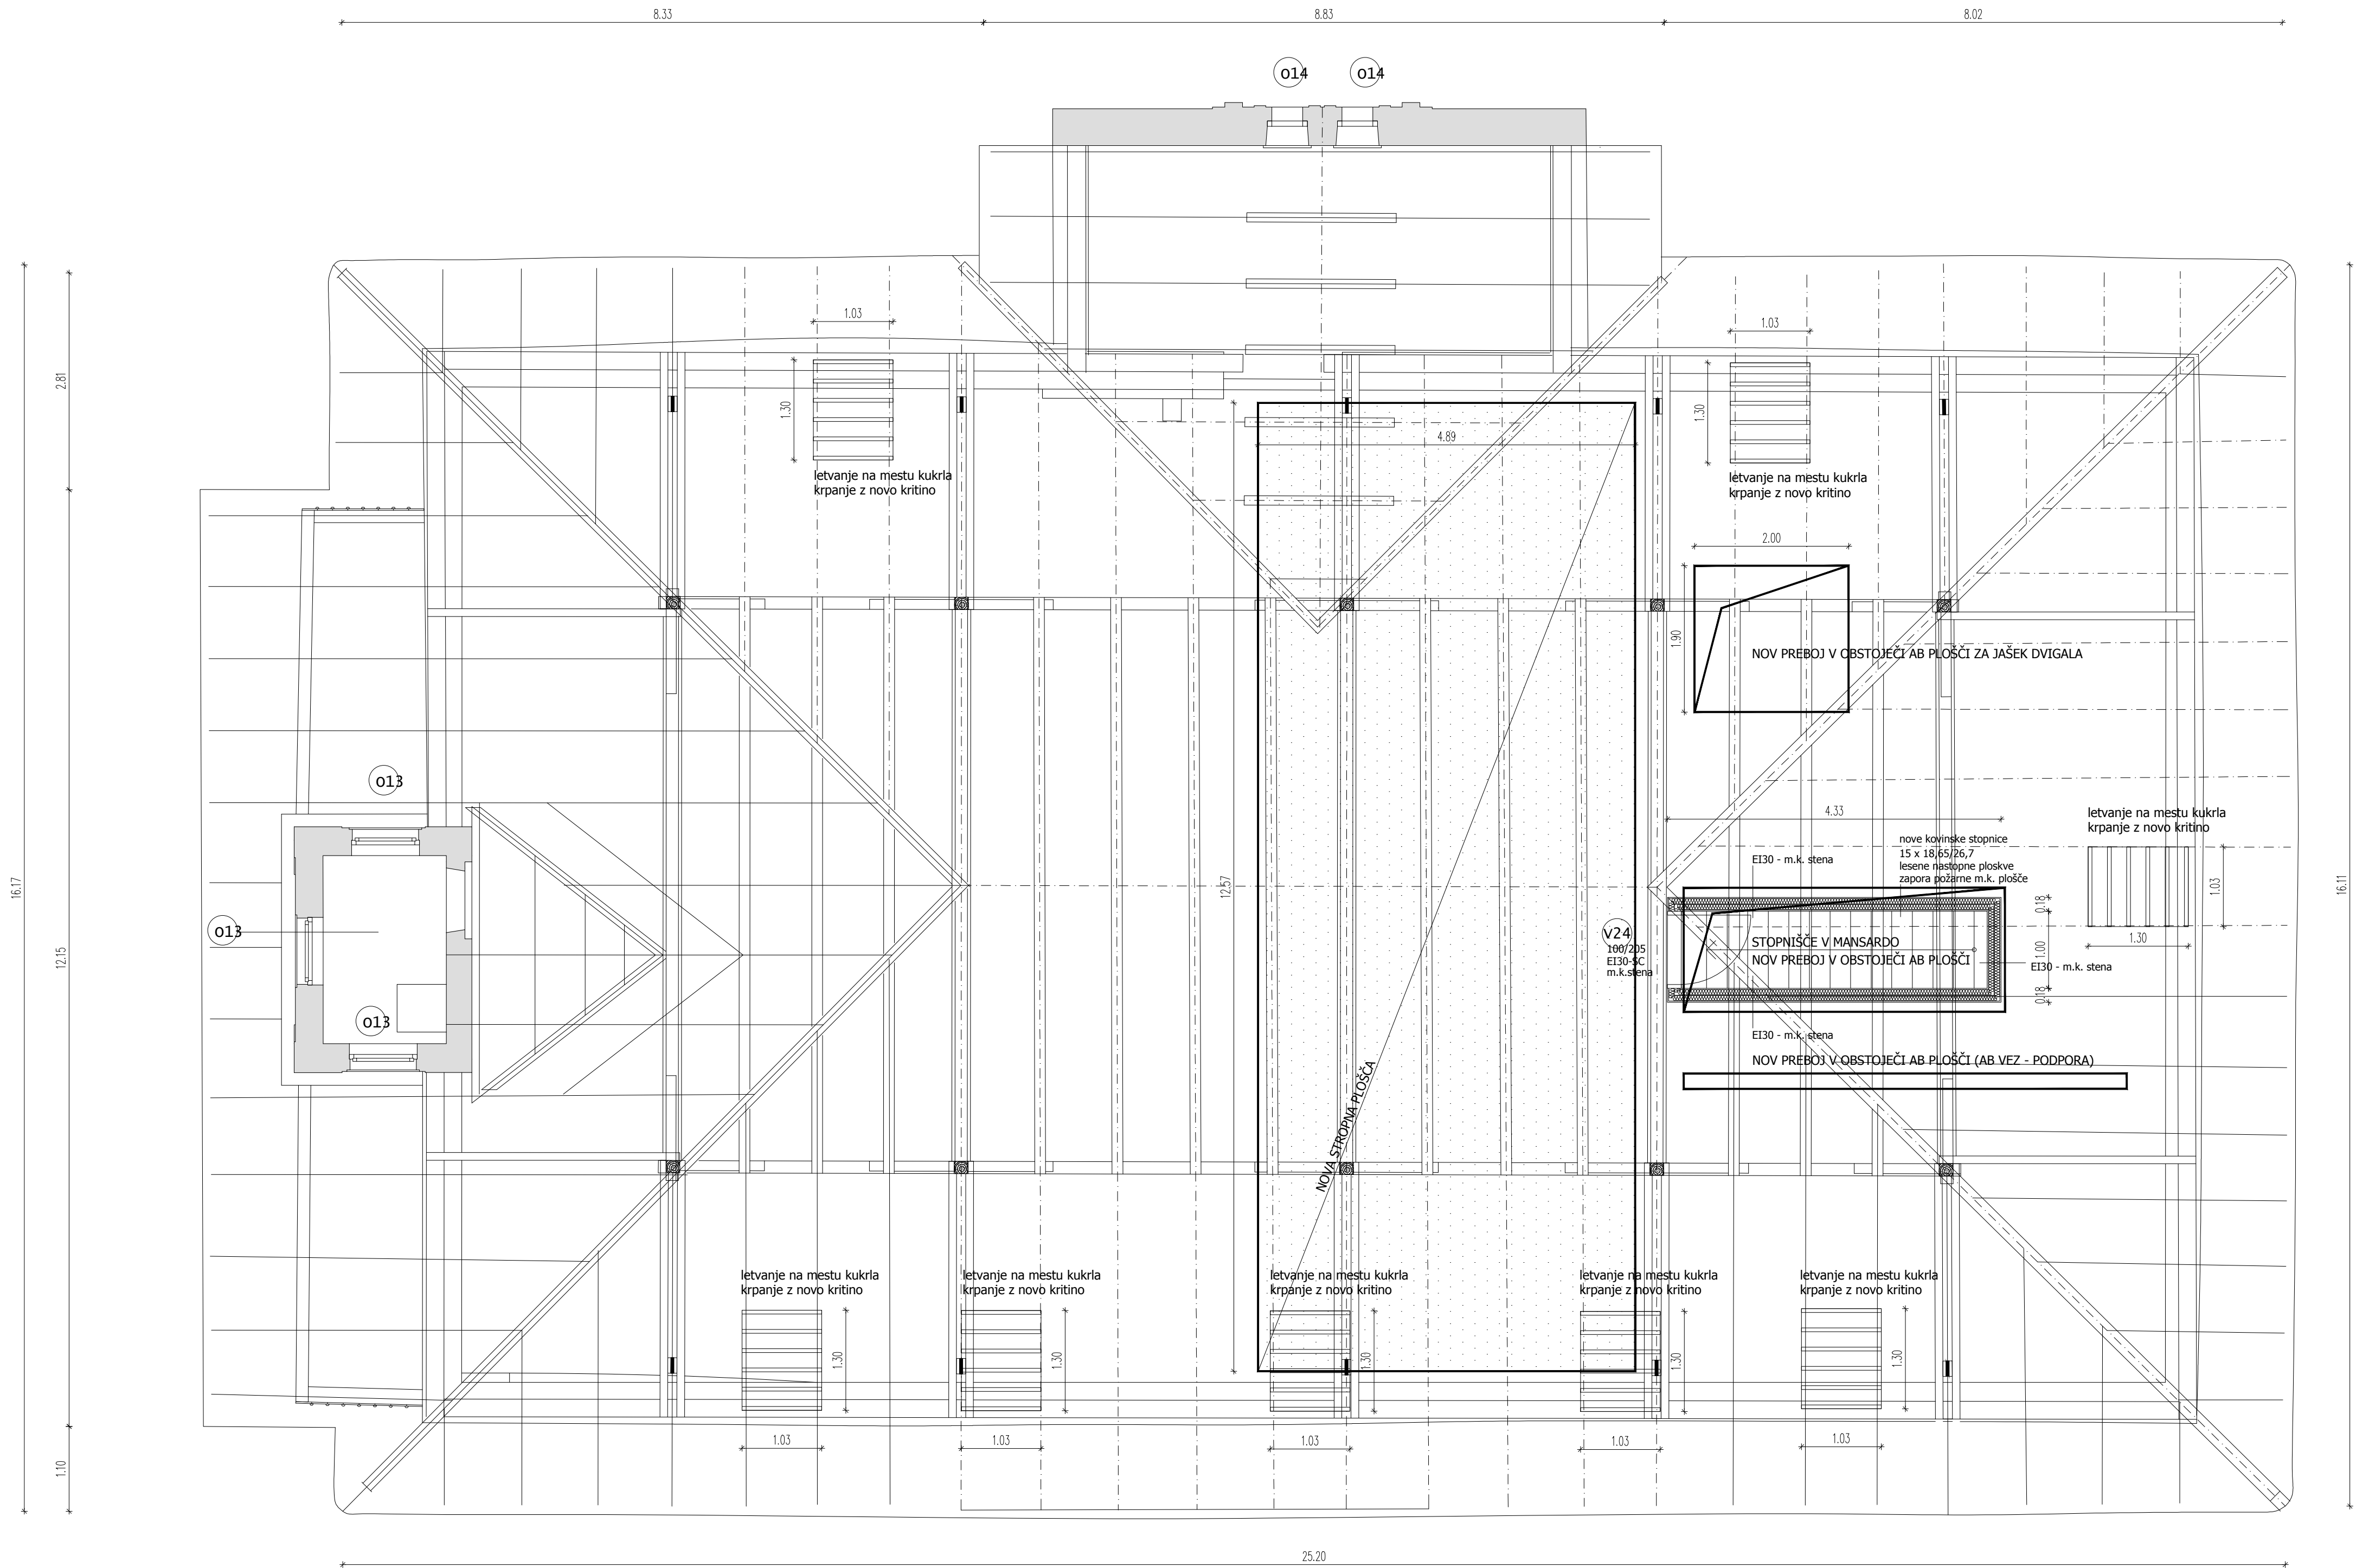 8.33
8.83
8.02
o14
o14
1.03
1.03
2.81
1.30
1.30
4.89
letvanje na mestu kukrla
krpanje z novo kritino
letvanje na mestu kukrla
krpanje z novo kritino
2.00
1.90
NOV PREBOJ V OBSTOJEČI AB PLOŠČI ZA JAŠEK DVIGALA
o13
4.33
letvanje na mestu kukrla
krpanje z novo kritino
nove kovinske stopnice
15 x 18,65/26,7
lesene nastopne ploskve
zapora požarne m.k. plošče
EI30 - m.k. stena
16.17
12.57
16.11
1.03
0.18
o13
v24
100/205
EI30-SC
m.k.stena
STOPNIŠČE V MANSARDO
NOV PREBOJ V OBSTOJEČI AB PLOŠČI
1.00
1.30
EI30 - m.k. stena
12.15
0.18
o13
EI30 - m.k. stena
NOV PREBOJ V OBSTOJEČI AB PLOŠČI (AB VEZ - PODPORA)
NOVA STROPNA PLOŠČA
letvanje na mestu kukrla
krpanje z novo kritino
letvanje na mestu kukrla
krpanje z novo kritino
letvanje na mestu kukrla
krpanje z novo kritino
letvanje na mestu kukrla
krpanje z novo kritino
letvanje na mestu kukrla
krpanje z novo kritino
1.30
1.30
1.30
1.30
1.30
1.03
1.03
1.03
1.03
1.03
1.10
25.20